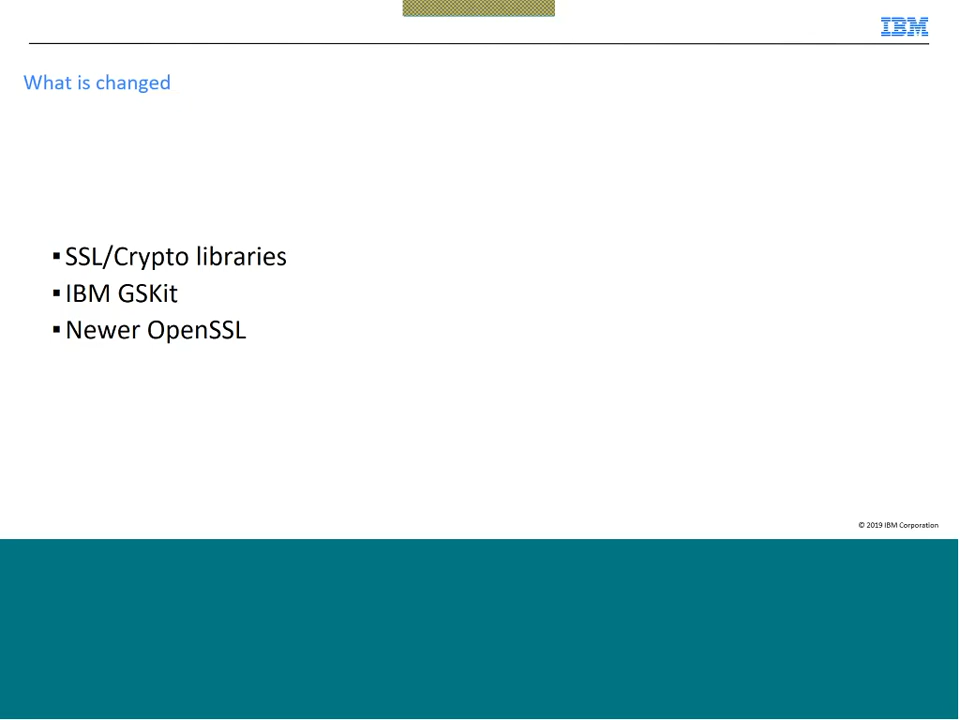 IBM
What is changed
▪ SSL/Crypto libraries
▪ IBM GSKit
▪ Newer OpenSSL
© 2019 IBM Corporation